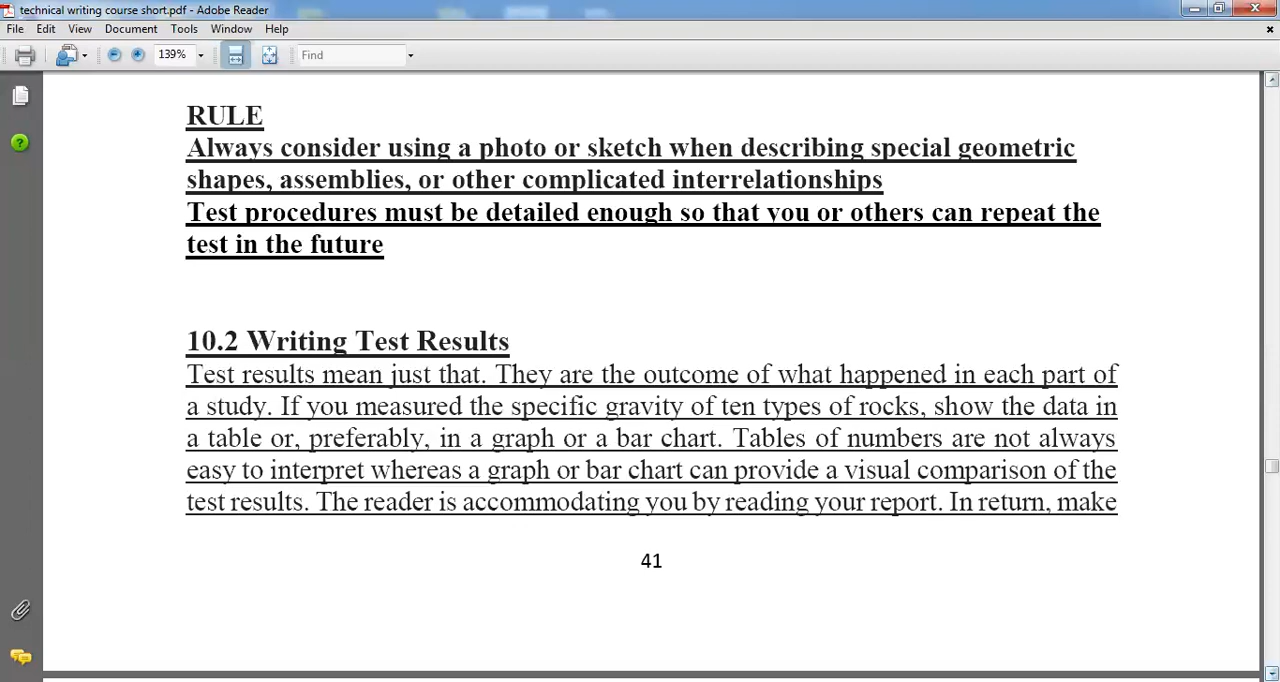 technical writing course short.pdf - Adobe Reader
File Edit View Document Tools Window Help
139% Find
RULE
Always consider using a photo or sketch when describing special geometric
shapes, assemblies, or other complicated interrelationships
Test procedures must be detailed enough so that you or others can repeat the
test in the future
10.2 Writing Test Results
Test results mean just that. They are the outcome of what happened in each part of
a study. If you measured the specific gravity of ten types of rocks, show the data in
a table or, preferably, in a graph or a bar chart. Tables of numbers are not always
easy to interpret whereas a graph or bar chart can provide a visual comparison of the
test results. The reader is accommodating you by reading your report. In return, make
41